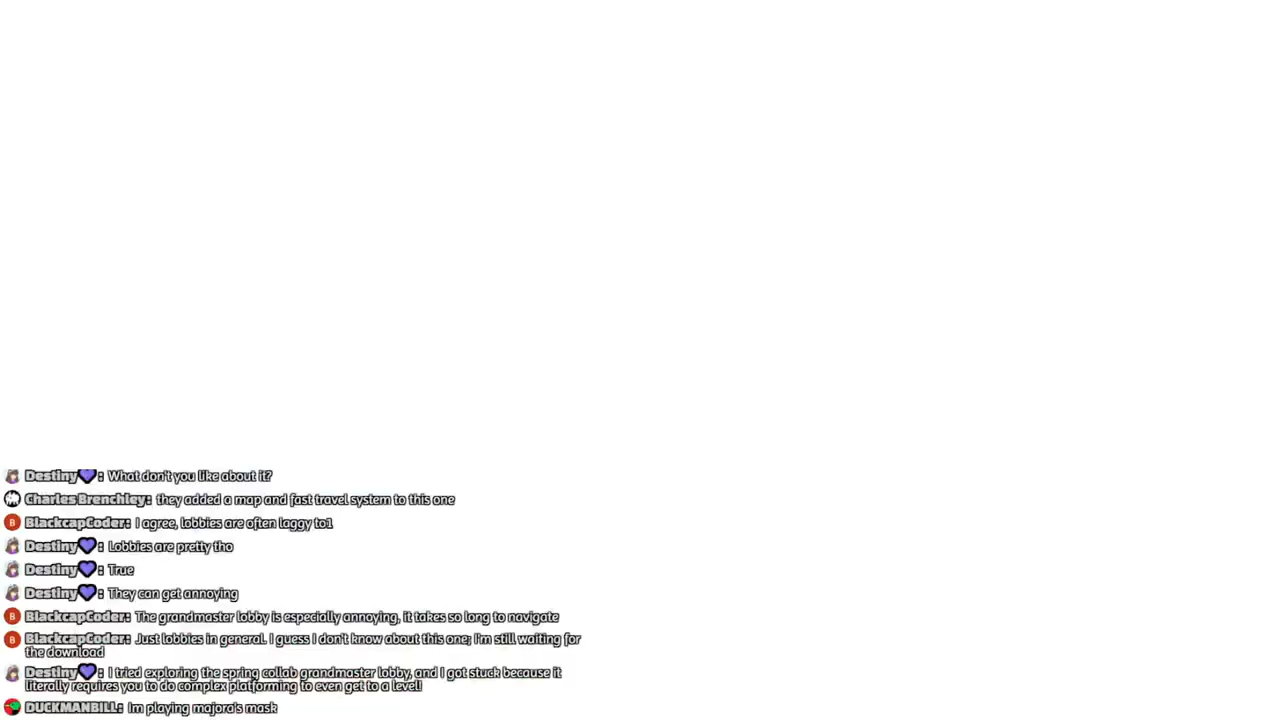 Destiny💜: What don't you like about it?
Charles Brenchley: they added a map and fast travel system to this one
BlackcapCoder: I agree, lobbies are often laggy to1
Destiny💜: Lobbies are pretty tho
Destiny💜: True
Destiny💜: They can get annoying
BlackcapCoder: The grandmaster lobby is especially annoying, it takes so long to navigate
BlackcapCoder: Just lobbies in general. I guess I don't know about this one; I'm still waiting for
the download
Destiny💜: I tried exploring the spring collab grandmaster lobby, and I got stuck because it
literally requires you to do complex platforming to even get to a level!
DUCKMANBILL: Im playing majora's mask